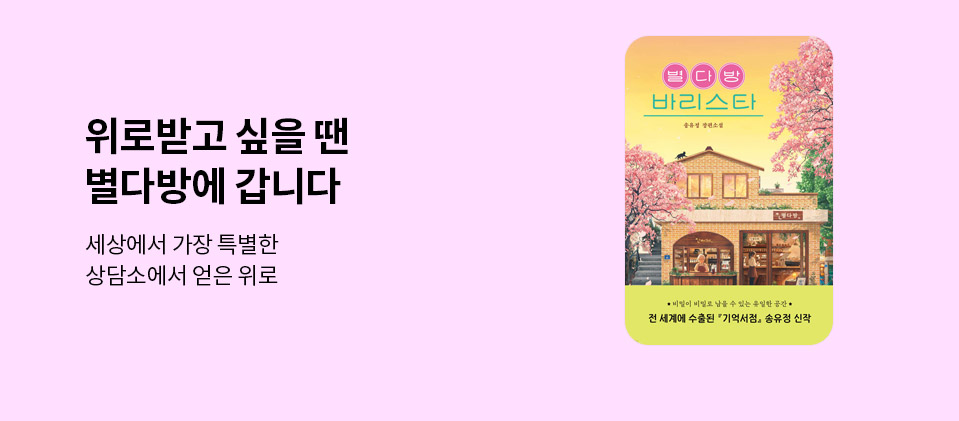 위로받고 싶을 땐
별다방에 갑니다
세상에서 가장 특별한
상담소에서 얻은 위로
별다방
바리스타
송유정 장편소설
별다방
• 비밀이 비밀로 남을 수 있는 유일한 공간 •
전 세계에 수출된 『기억서점』 송유정 신작